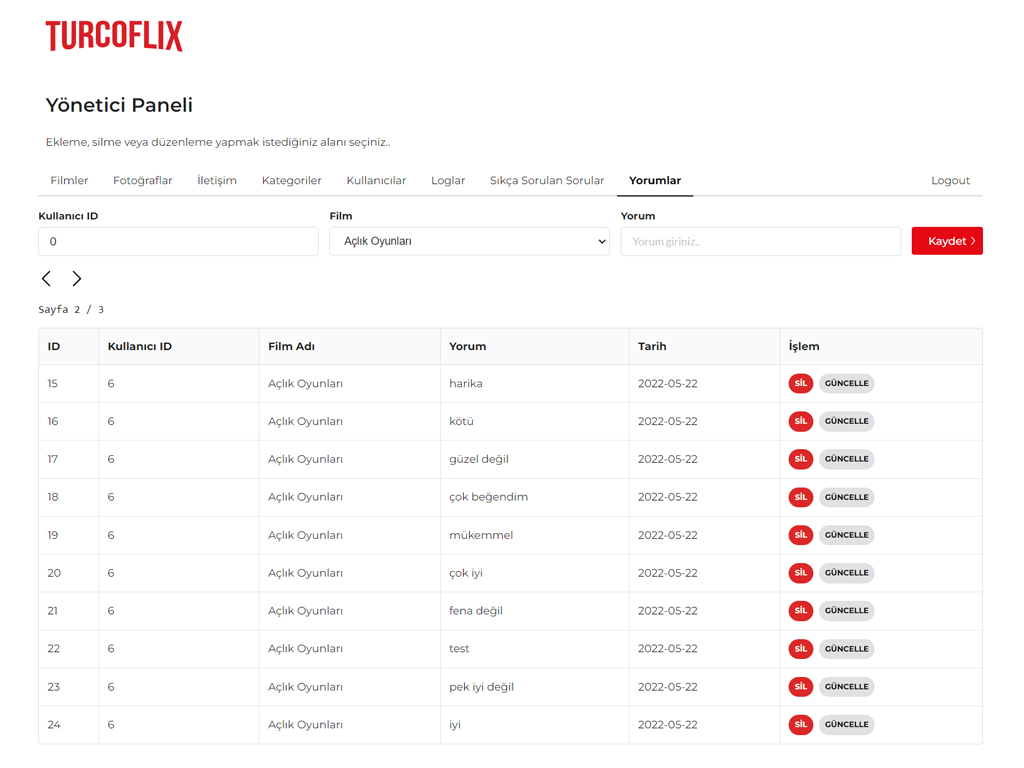 TURCOFLIX
Yönetici Paneli
Ekleme, silme veya düzenleme yapmak istediğiniz alanı seçiniz..
Filmler Fotoğraflar İletişim Kategoriler Kullanıcılar Loglar Sıkça Sorulan Sorular Yorumlar Logout
Kullanıcı ID Film Yorum
0 Açlık Oyunları Yorum giriniz.. Kaydet
Sayfa 2 / 3
ID Kullanıcı ID Film Adı Yorum Tarih İşlem
15 6 Açlık Oyunları harika 2022-05-22 SİL GÜNCELLE
16 6 Açlık Oyunları kötü 2022-05-22 SİL GÜNCELLE
17 6 Açlık Oyunları güzel değil 2022-05-22 SİL GÜNCELLE
18 6 Açlık Oyunları çok beğendim 2022-05-22 SİL GÜNCELLE
19 6 Açlık Oyunları mükemmel 2022-05-22 SİL GÜNCELLE
20 6 Açlık Oyunları çok iyi 2022-05-22 SİL GÜNCELLE
21 6 Açlık Oyunları fena değil 2022-05-22 SİL GÜNCELLE
22 6 Açlık Oyunları test 2022-05-22 SİL GÜNCELLE
23 6 Açlık Oyunları pek iyi değil 2022-05-22 SİL GÜNCELLE
24 6 Açlık Oyunları iyi 2022-05-22 SİL GÜNCELLE